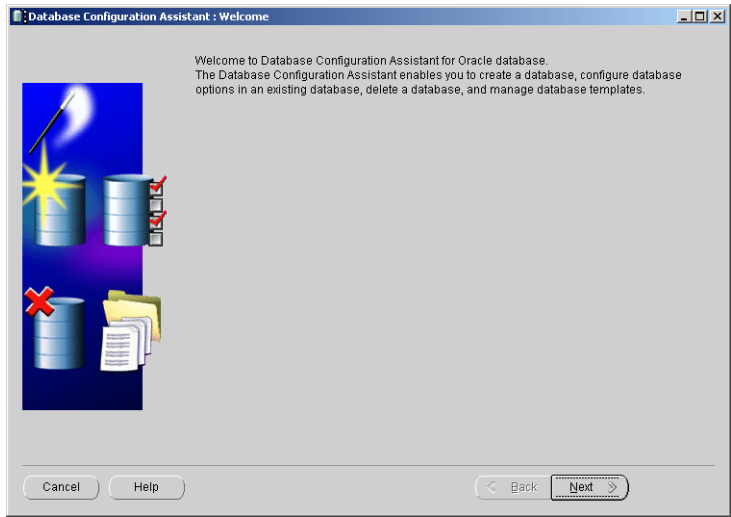 Database Configuration Assistant : Welcome
Welcome to Database Configuration Assistant for Oracle database.
The Database Configuration Assistant enables you to create a database, configure database
options in an existing database, delete a database, and manage database templates.
Cancel
Help
Back
Next